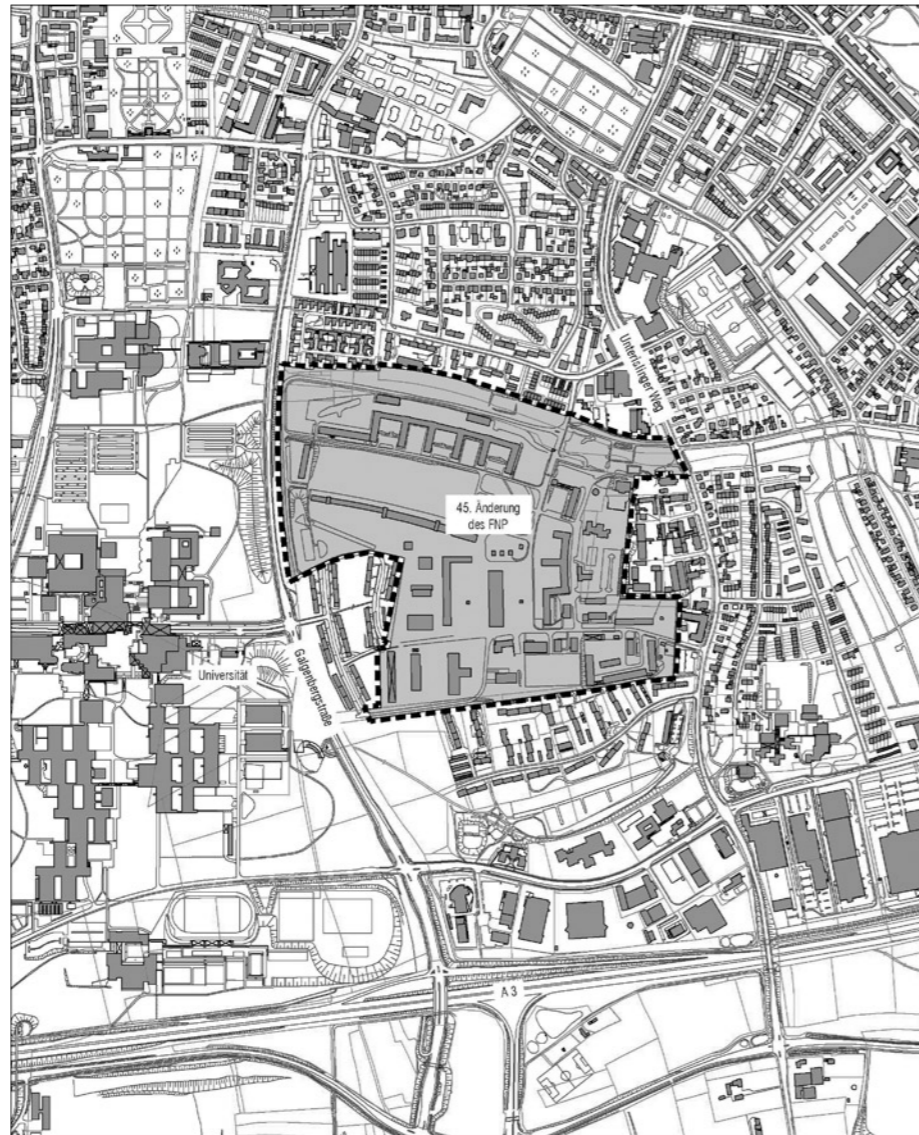 Unterislinger Weg
45. Änderung
des FNP
Universität
Galgenbergstraße
A 3